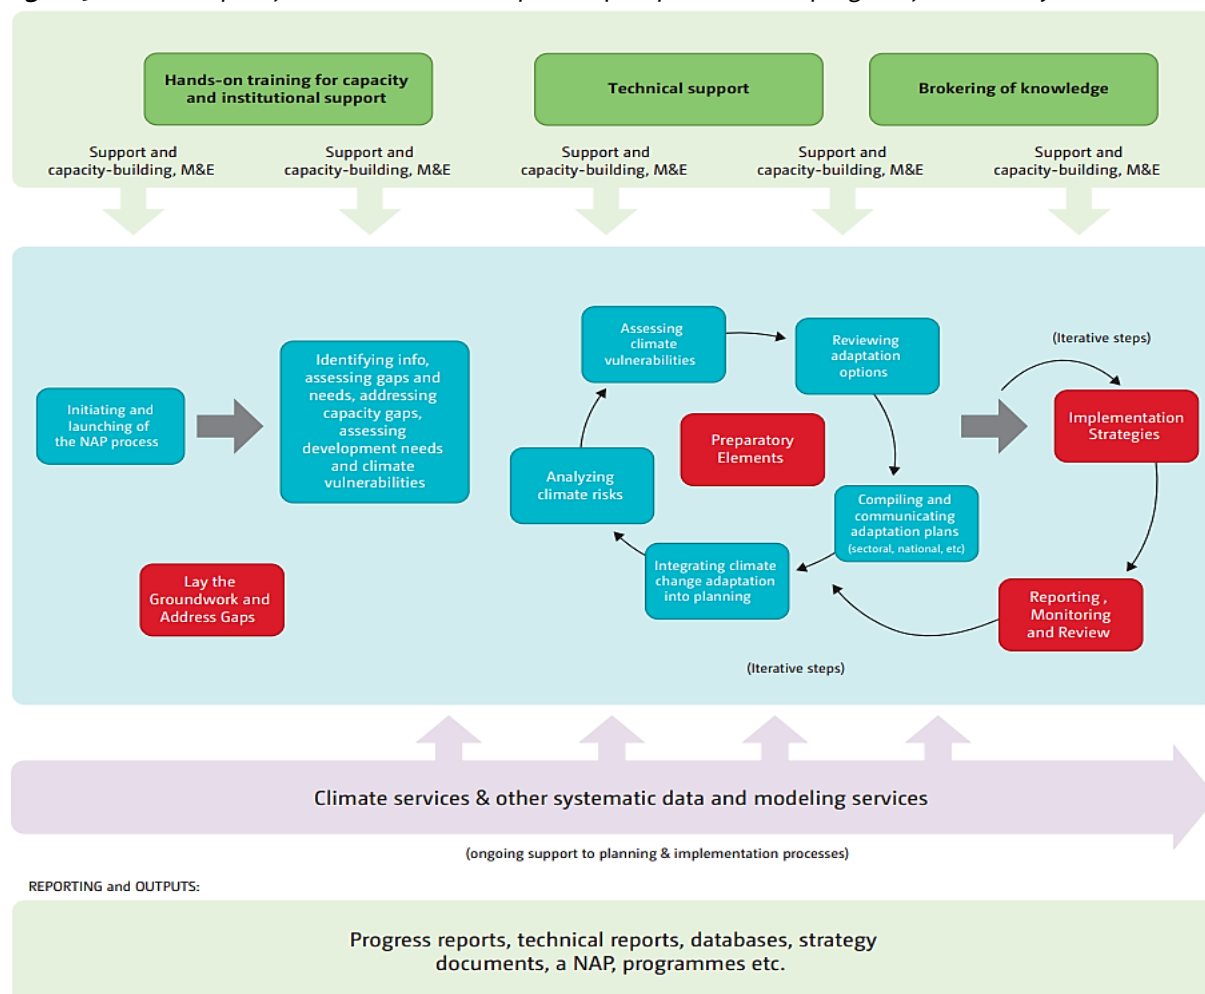 Hands-on training for capacity
and institutional support
Technical support
Brokering of knowledge
Support and
capacity-building, M&E
Support and
capacity-building, M&E
Support and
capacity-building, M&E
Support and
capacity-building, M&E
Support and
capacity-building, M&E
Initiating and
launching of
the NAP process
Identifying info,
assessing gaps and
needs, addressing
capacity gaps,
assessing
development needs
and climate
vulnerabilities
Lay the
Groundwork and
Address Gaps
Assessing
climate
vulnerabilities
Reviewing
adaptation
options
Preparatory
Elements
Analyzing
climate risks
Compiling and
communicating
adaptation plans
(sectoral, national, etc)
Integrating climate
change adaptation
into planning
(Iterative steps)
(Iterative steps)
Implementation
Strategies
Reporting ,
Monitoring
and Review
Climate services & other systematic data and modeling services
(ongoing support to planning & implementation processes)
REPORTING and OUTPUTS:
Progress reports, technical reports, databases, strategy
documents, a NAP, programmes etc.